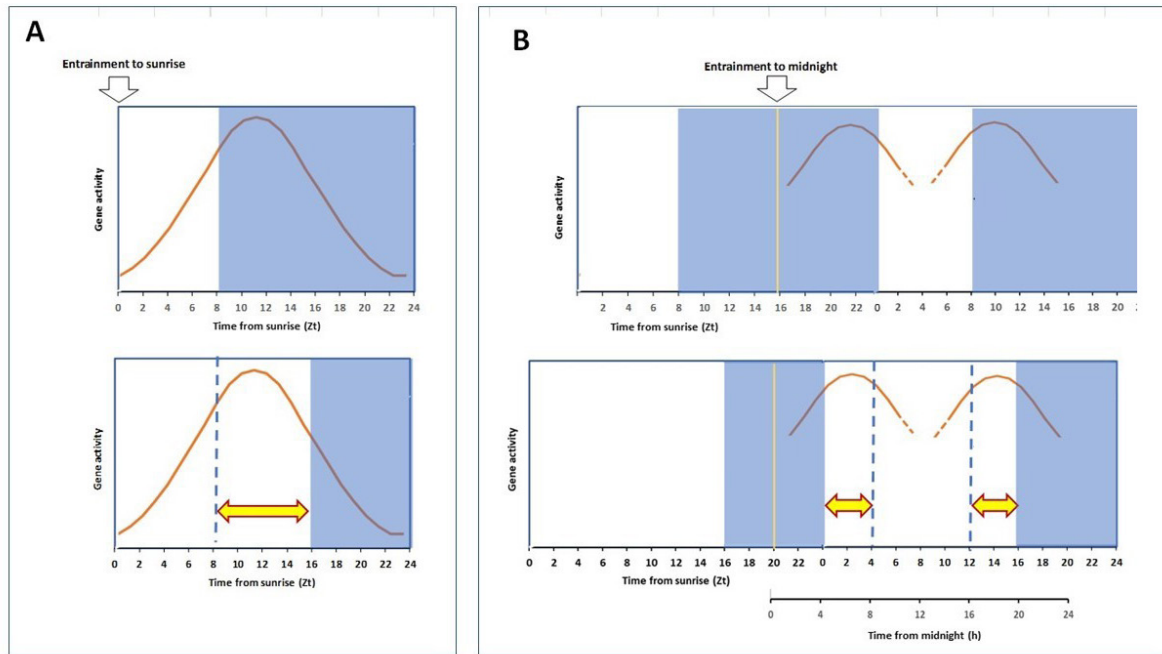 A
Entrainment to sunrise
Gene activity
0 2 4 6 8 10 12 14 16 18 20 22 24
Time from sunrise (Zt)
Gene activity
0 2 4 6 8 10 12 14 16 18 20 22 24
Time from sunrise (Zt)
B
Entrainment to midnight
Gene activity
2 4 6 8 10 12 14 16 18 20 22 0 2 4 6 8 10 12 14 16 18 20
Time from sunrise (Zt)
Gene activity
0 2 4 6 8 10 12 14 16 18 20 22 0 2 4 6 8 10 12 14 16 18 20 22 24
Time from sunrise (Zt)
0 4 8 12 16 20 24
Time from midnight (h)